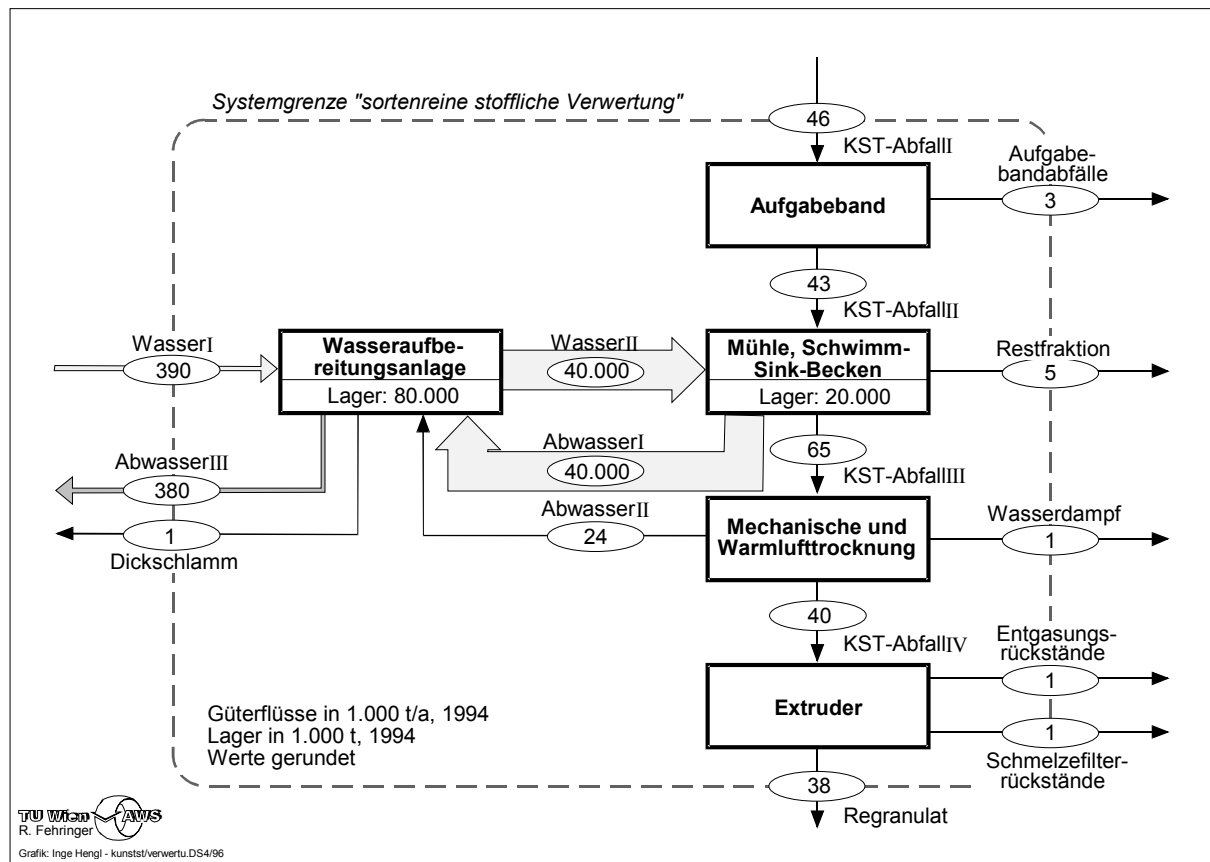 Systemgrenze "sortenreine stoffliche Verwertung"
46
KST-AbfallI
Aufgabe-
bandabfälle
Aufgabeband
3
43
KST-AbfallII
WasserI
390
Wasseraufbe-
reitungsanlage
Lager: 80.000
WasserII
40.000
Mühle, Schwimm-
Sink-Becken
Lager: 20.000
Restfraktion
5
AbwasserI
40.000
65
KST-AbfallIII
AbwasserIII
380
AbwasserII
24
1
Dickschlamm
Mechanische und
Warmlufttrocknung
Wasserdampf
1
40
KST-AbfallIV
Entgasungs-
rückstände
1
Extruder
1
Schmelzefilter-
rückstände
Güterflüsse in 1.000 t/a, 1994
Lager in 1.000 t, 1994
Werte gerundet
38
Regranulat
TU Wien AWS
R. Fehringer
Grafik: Inge Hengl - kunstst/verwertu.DS4/96